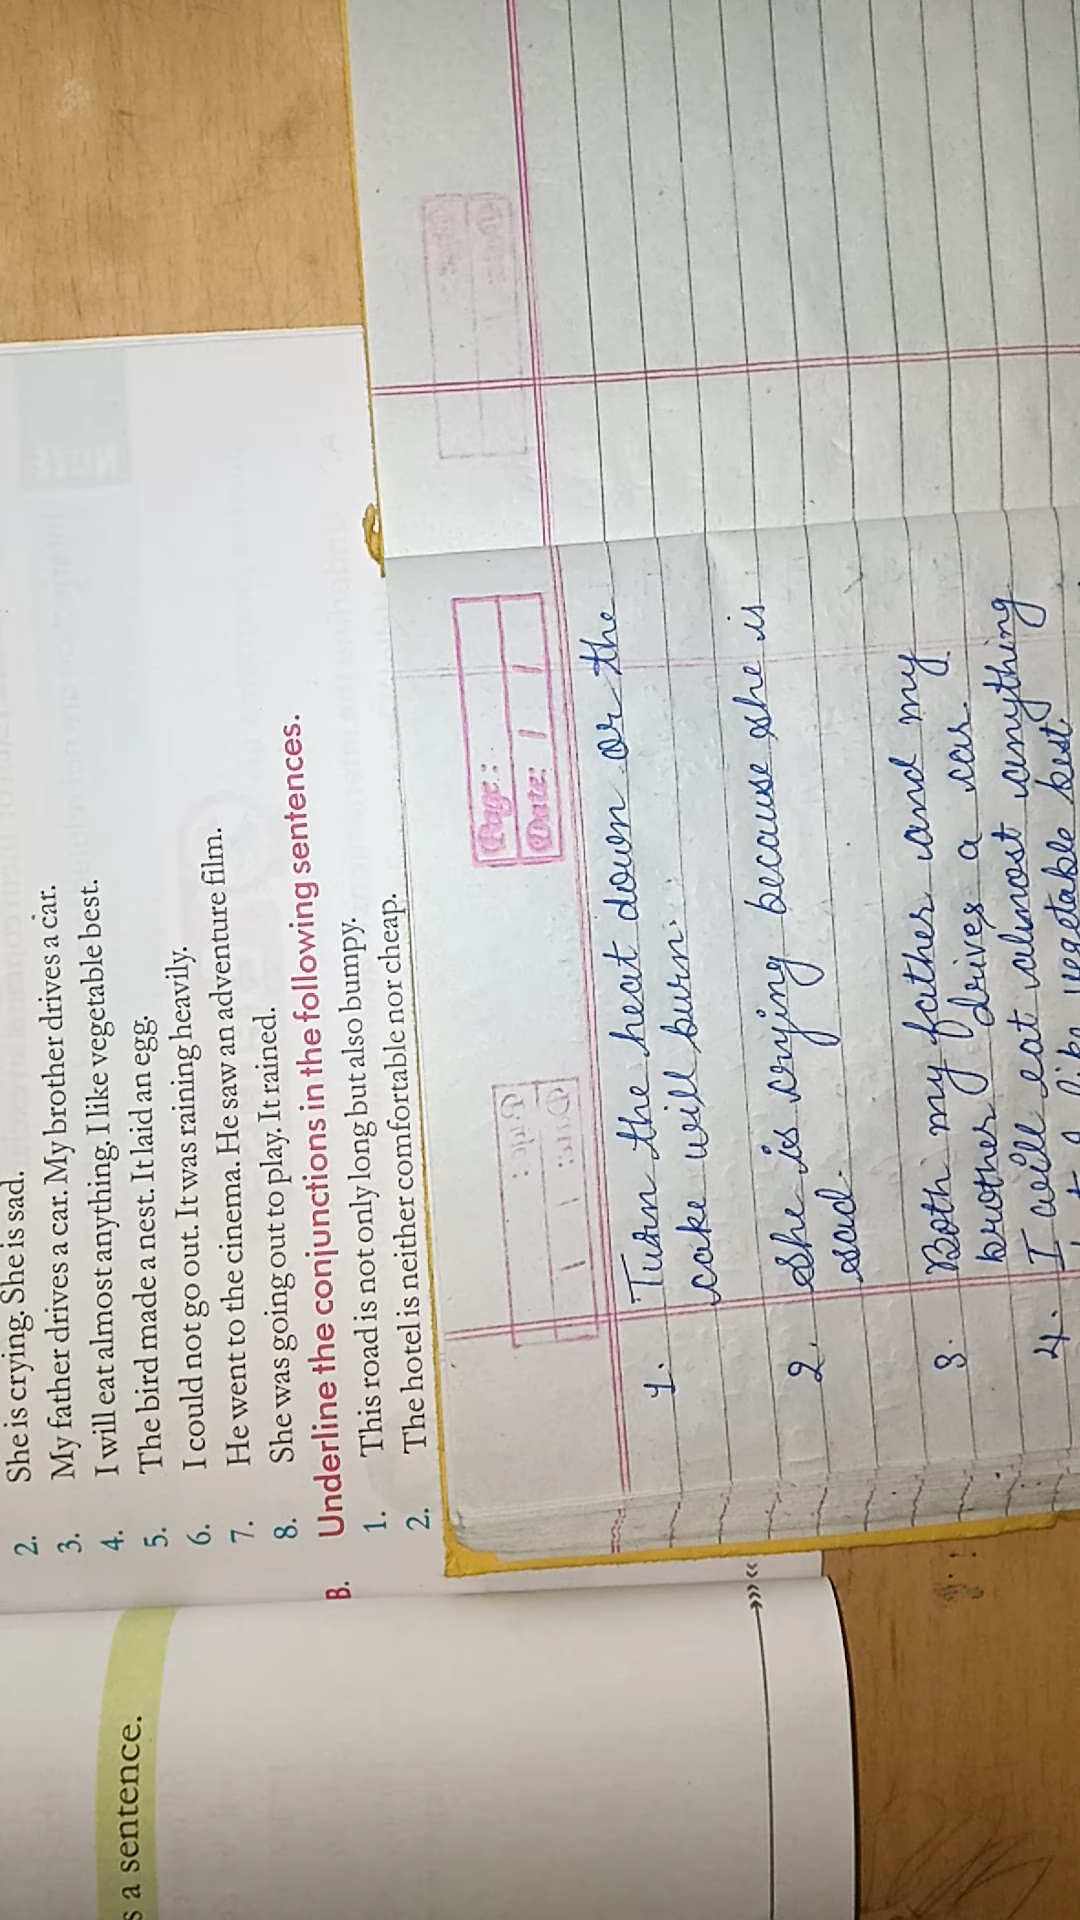 2. She is crying. She is sad.
3. My father drives a car. My brother drives a car.
4. I will eat almost anything. I like vegetable best.
5. The bird made a nest. It laid an egg.
6. I could not go out. It was raining heavily.
7. He went to the cinema. He saw an adventure film.
8. She was going out to play. It rained.
B. Underline the conjunctions in the following sentences.
1. This road is not only long but also bumpy.
2. The hotel is neither comfortable nor cheap.
s a sentence.
Page:
Date:
1. Turn the heat down or the
cake will burn.
2. She is crying because she is
sad.
3. Both my father and my
brother drives a car.
4. I will eat almost anything
vegetable best.